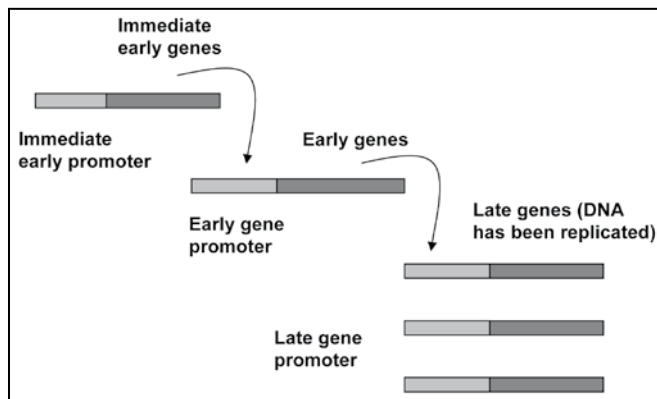 Immediate
early genes
Immediate
early promoter
Early genes
Early gene
promoter
Late genes (DNA
has been replicated)
Late gene
promoter